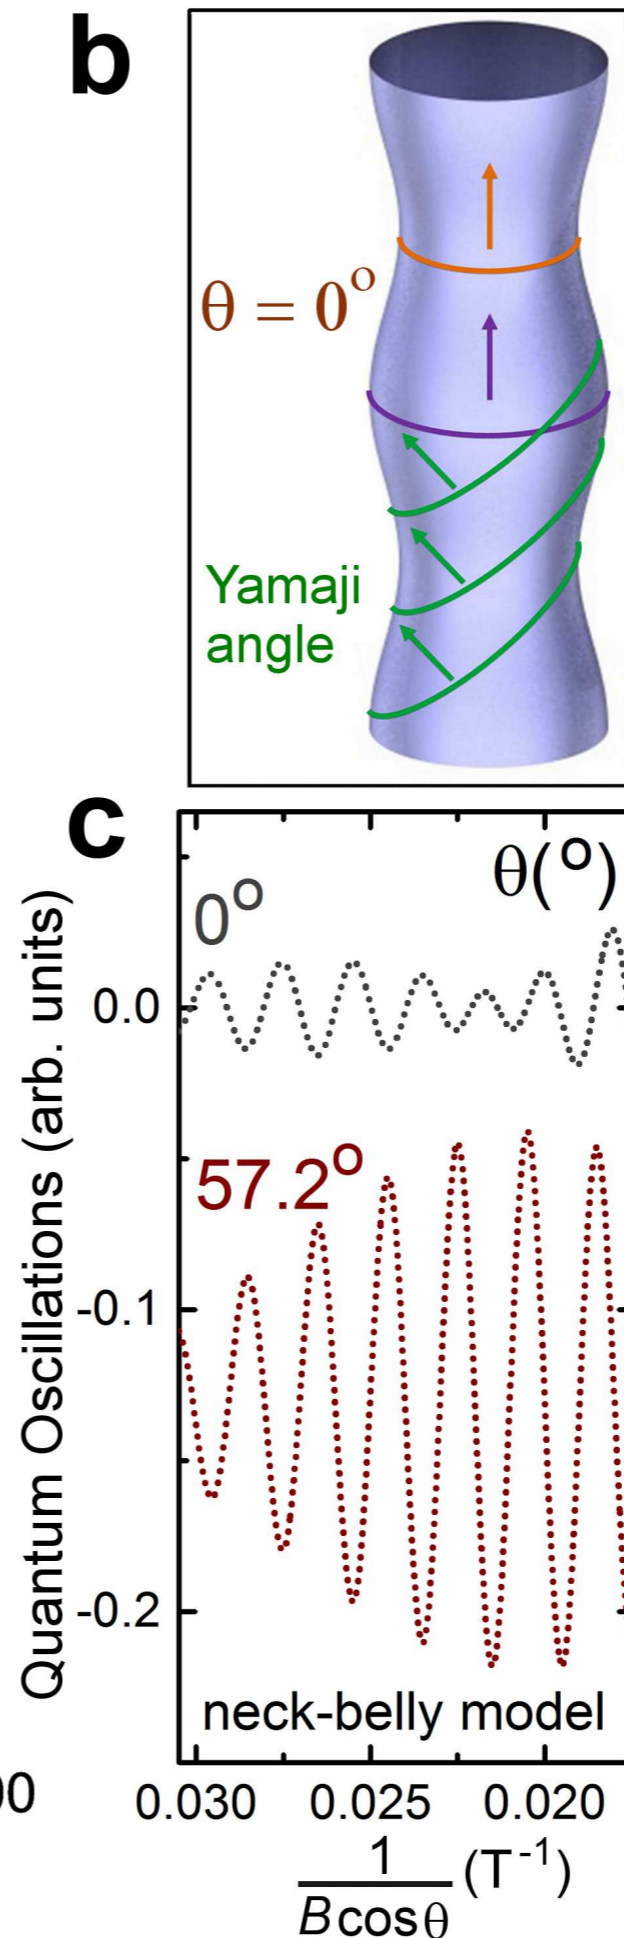 b
θ = 0°
Yamaji
angle
c
θ(°)
0°
57.2°
neck-belly model
Quantum Oscillations (arb. units)
0.0
-0.1
-0.2
00
0.030 0.025 0.020
1
Bcosθ
(T⁻¹)